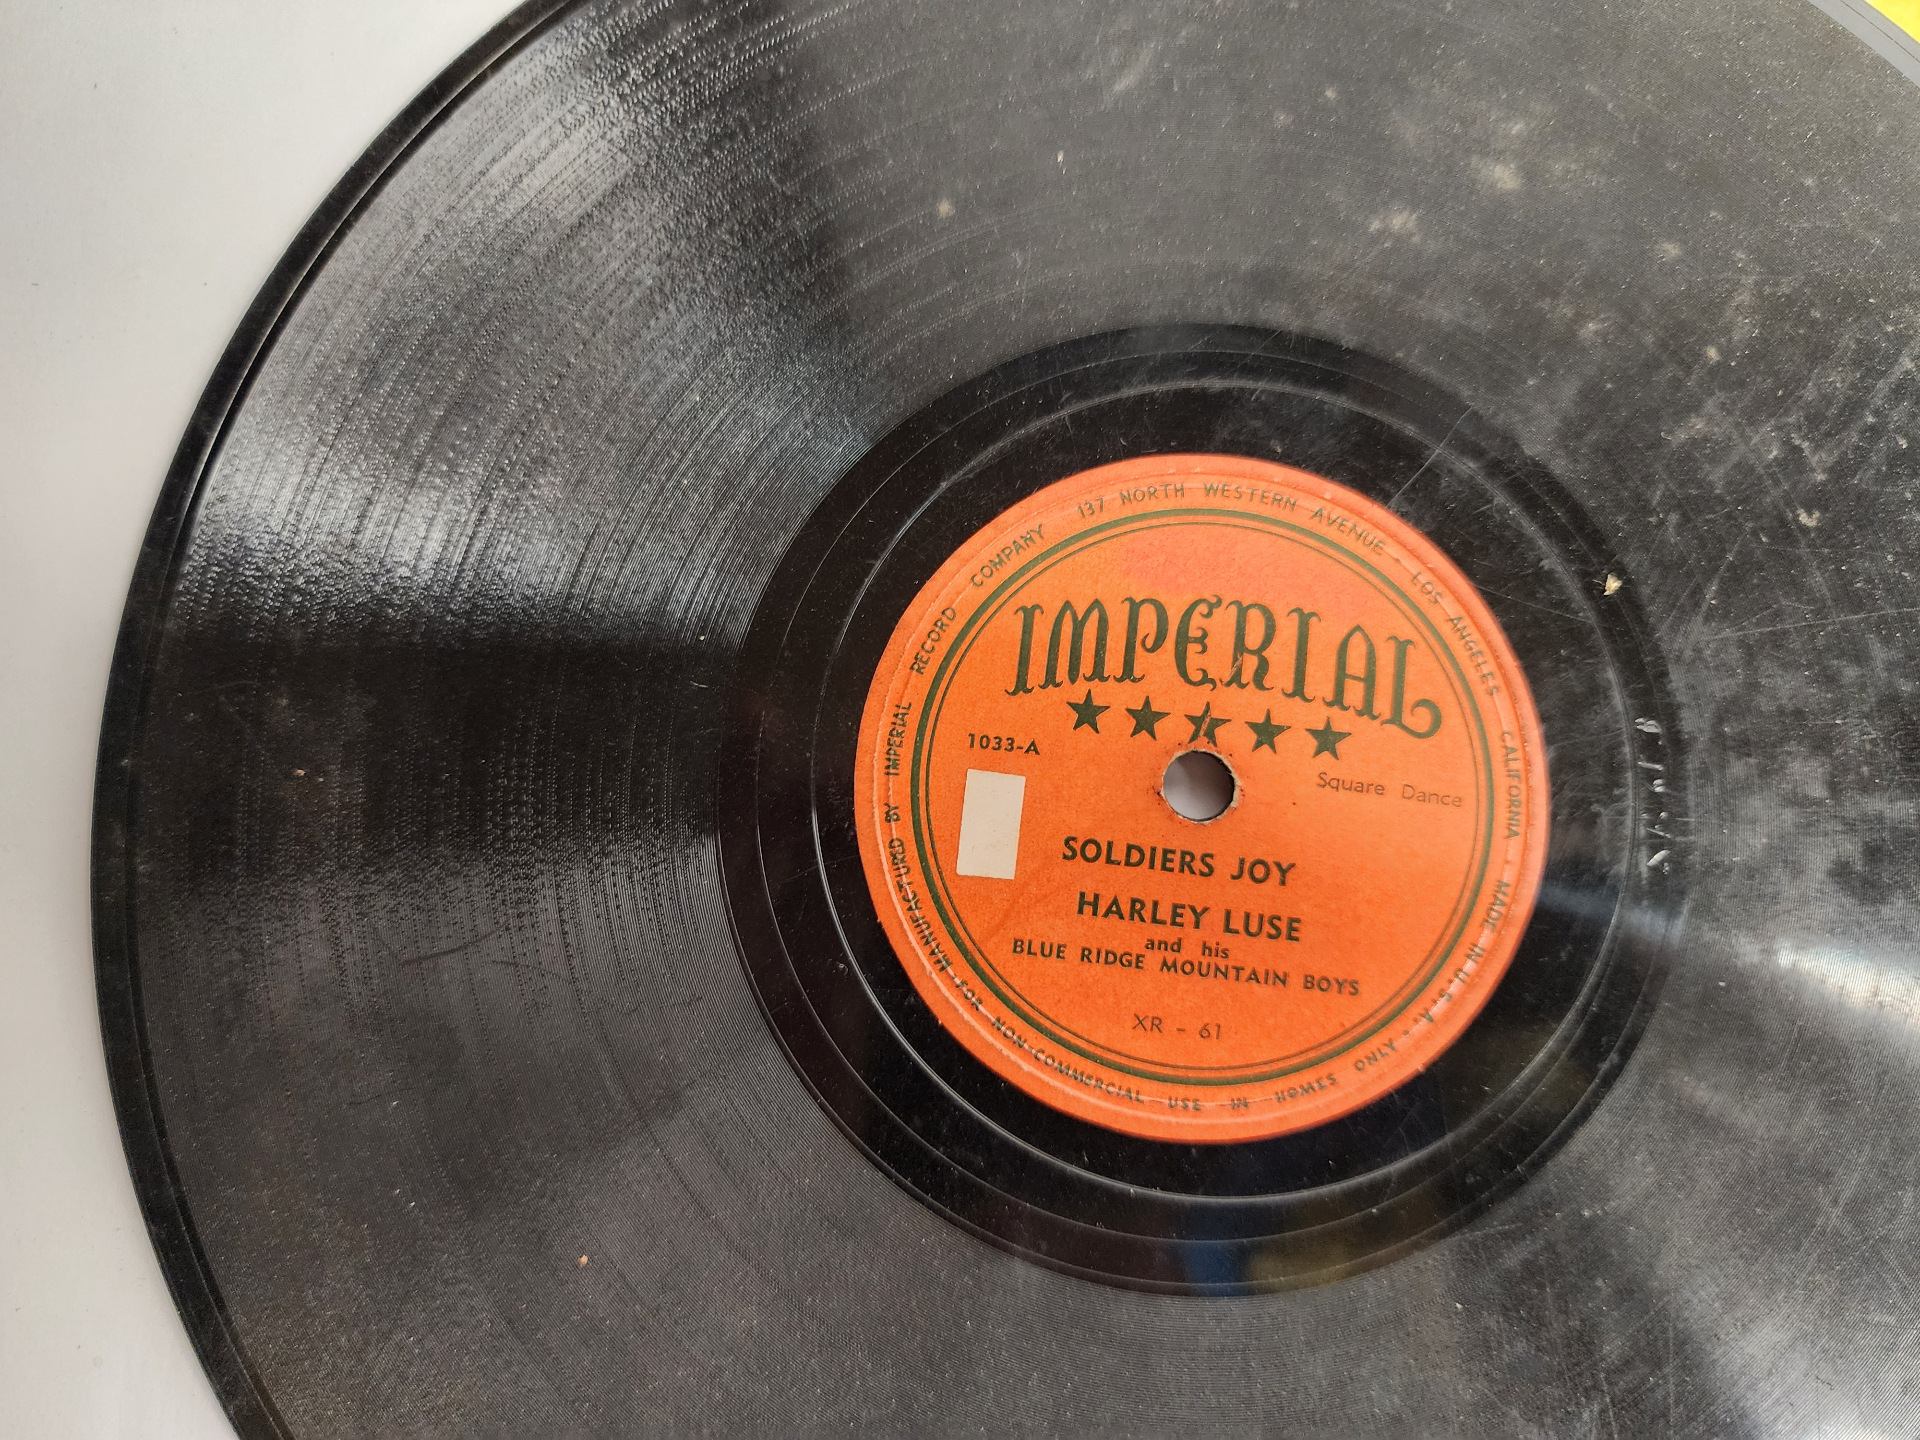 MANUFACTURED BY IMPERIAL RECORD COMPANY 137 NORTH WESTERN AVENUE - LOS ANGELES CALIFORNIA - MADE IN U.S.A. -
FOR NON-COMMERCIAL USE IN HOMES ONLY
IMPERIAL
1033-A
Square Dance
SOLDIERS JOY
HARLEY LUSE
and his
BLUE RIDGE MOUNTAIN BOYS
XR - 61